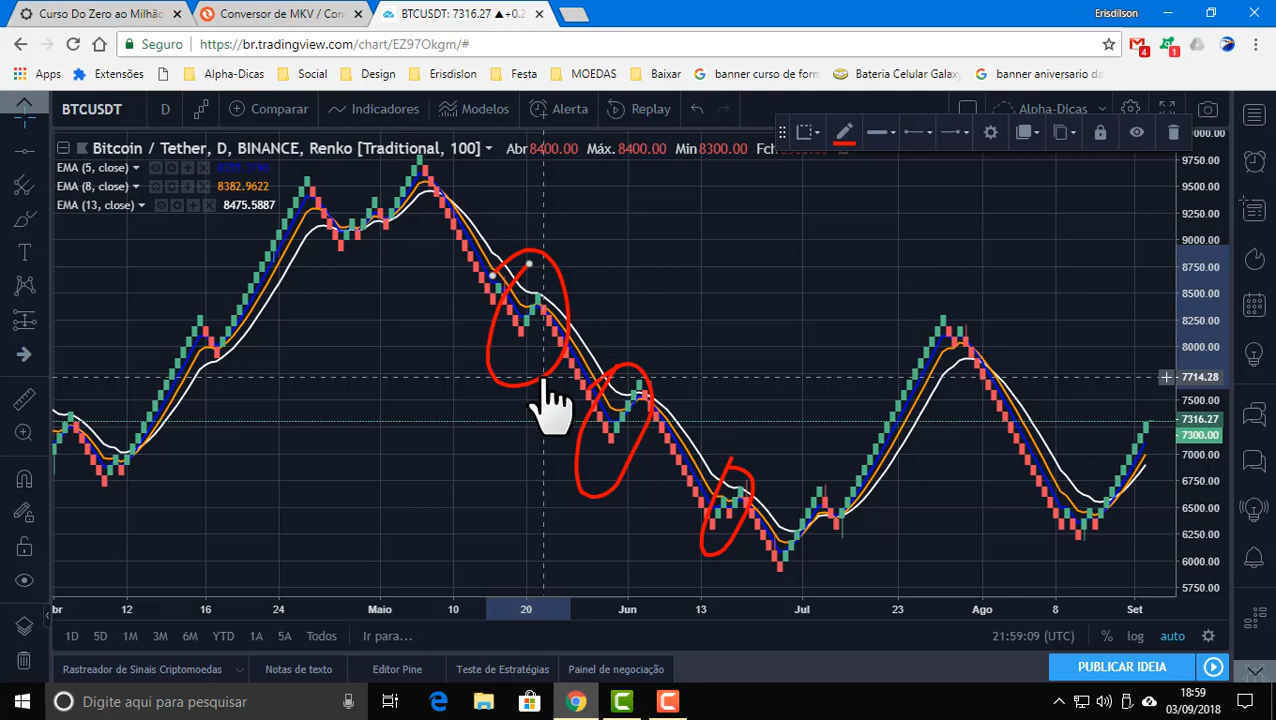 Curso Do Zero ao Milhão
Conversor de MKV / Con
BTCUSDT: 7316.27 ▲+0.2
Erisdilson
Seguro
https://br.tradingview.com/chart/EZ97Okgm/#
4
1
Apps
Extensões
Alpha-Dicas
Social
Design
Erisdislon
Festa
MOEDAS
Baixar
banner curso de for
Bateria Celular Galax
banner aniversario da
BTCUSDT
D
Comparar
Indicadores
Modelos
Alerta
Replay
Alpha-Dicas
Bitcoin / Tether, D, BINANCE, Renko [Traditional, 100]
Abr 8400.00 Máx. 8400.00 Min 8300.00 Fch
EMA (5, close)
EMA (8, close) 8382.9622
EMA (13, close) 8475.5887
9750.00
9500.00
9250.00
9000.00
8750.00
8500.00
8250.00
8000.00
7714.28
7500.00
7316.27
7300.00
7000.00
6750.00
6500.00
6250.00
6000.00
5750.00
br 12 16 24 Maio 10 20 Jun 13 Jul 23 Ago 8 Set
1D 5D 1M 3M 6M YTD 1A 5A Todos Ir para...
21:59:09 (UTC) % log auto
Rastreador de Sinais Criptomoedas
Notas de texto
Editor Pine
Teste de Estratégias
Painel de negociação
PUBLICAR IDEIA
Digite aqui para pesquisar
18:59
03/09/2018